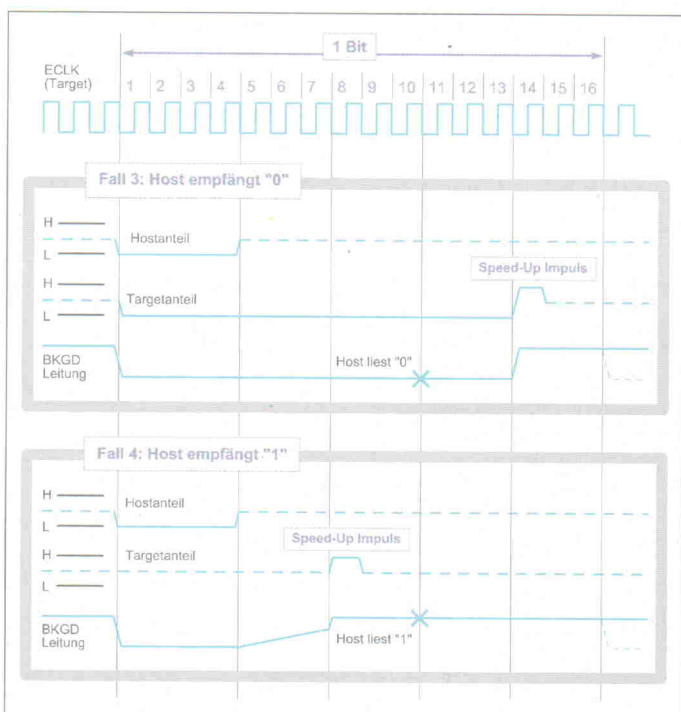 1 Bit
ECLK
(Target)
1 2 3 4 5 6 7 8 9 10 11 12 13 14 15 16
Fall 3: Host empfängt "0"
H
Hostanteil
L
Speed-Up Impuls
H
Targetanteil
L
BKGD
Leitung
Host liest "0"
Fall 4: Host empfängt "1"
H
Hostanteil
L
Speed-Up Impuls
H
Targetanteil
L
BKGD
Leitung
Host liest "1"